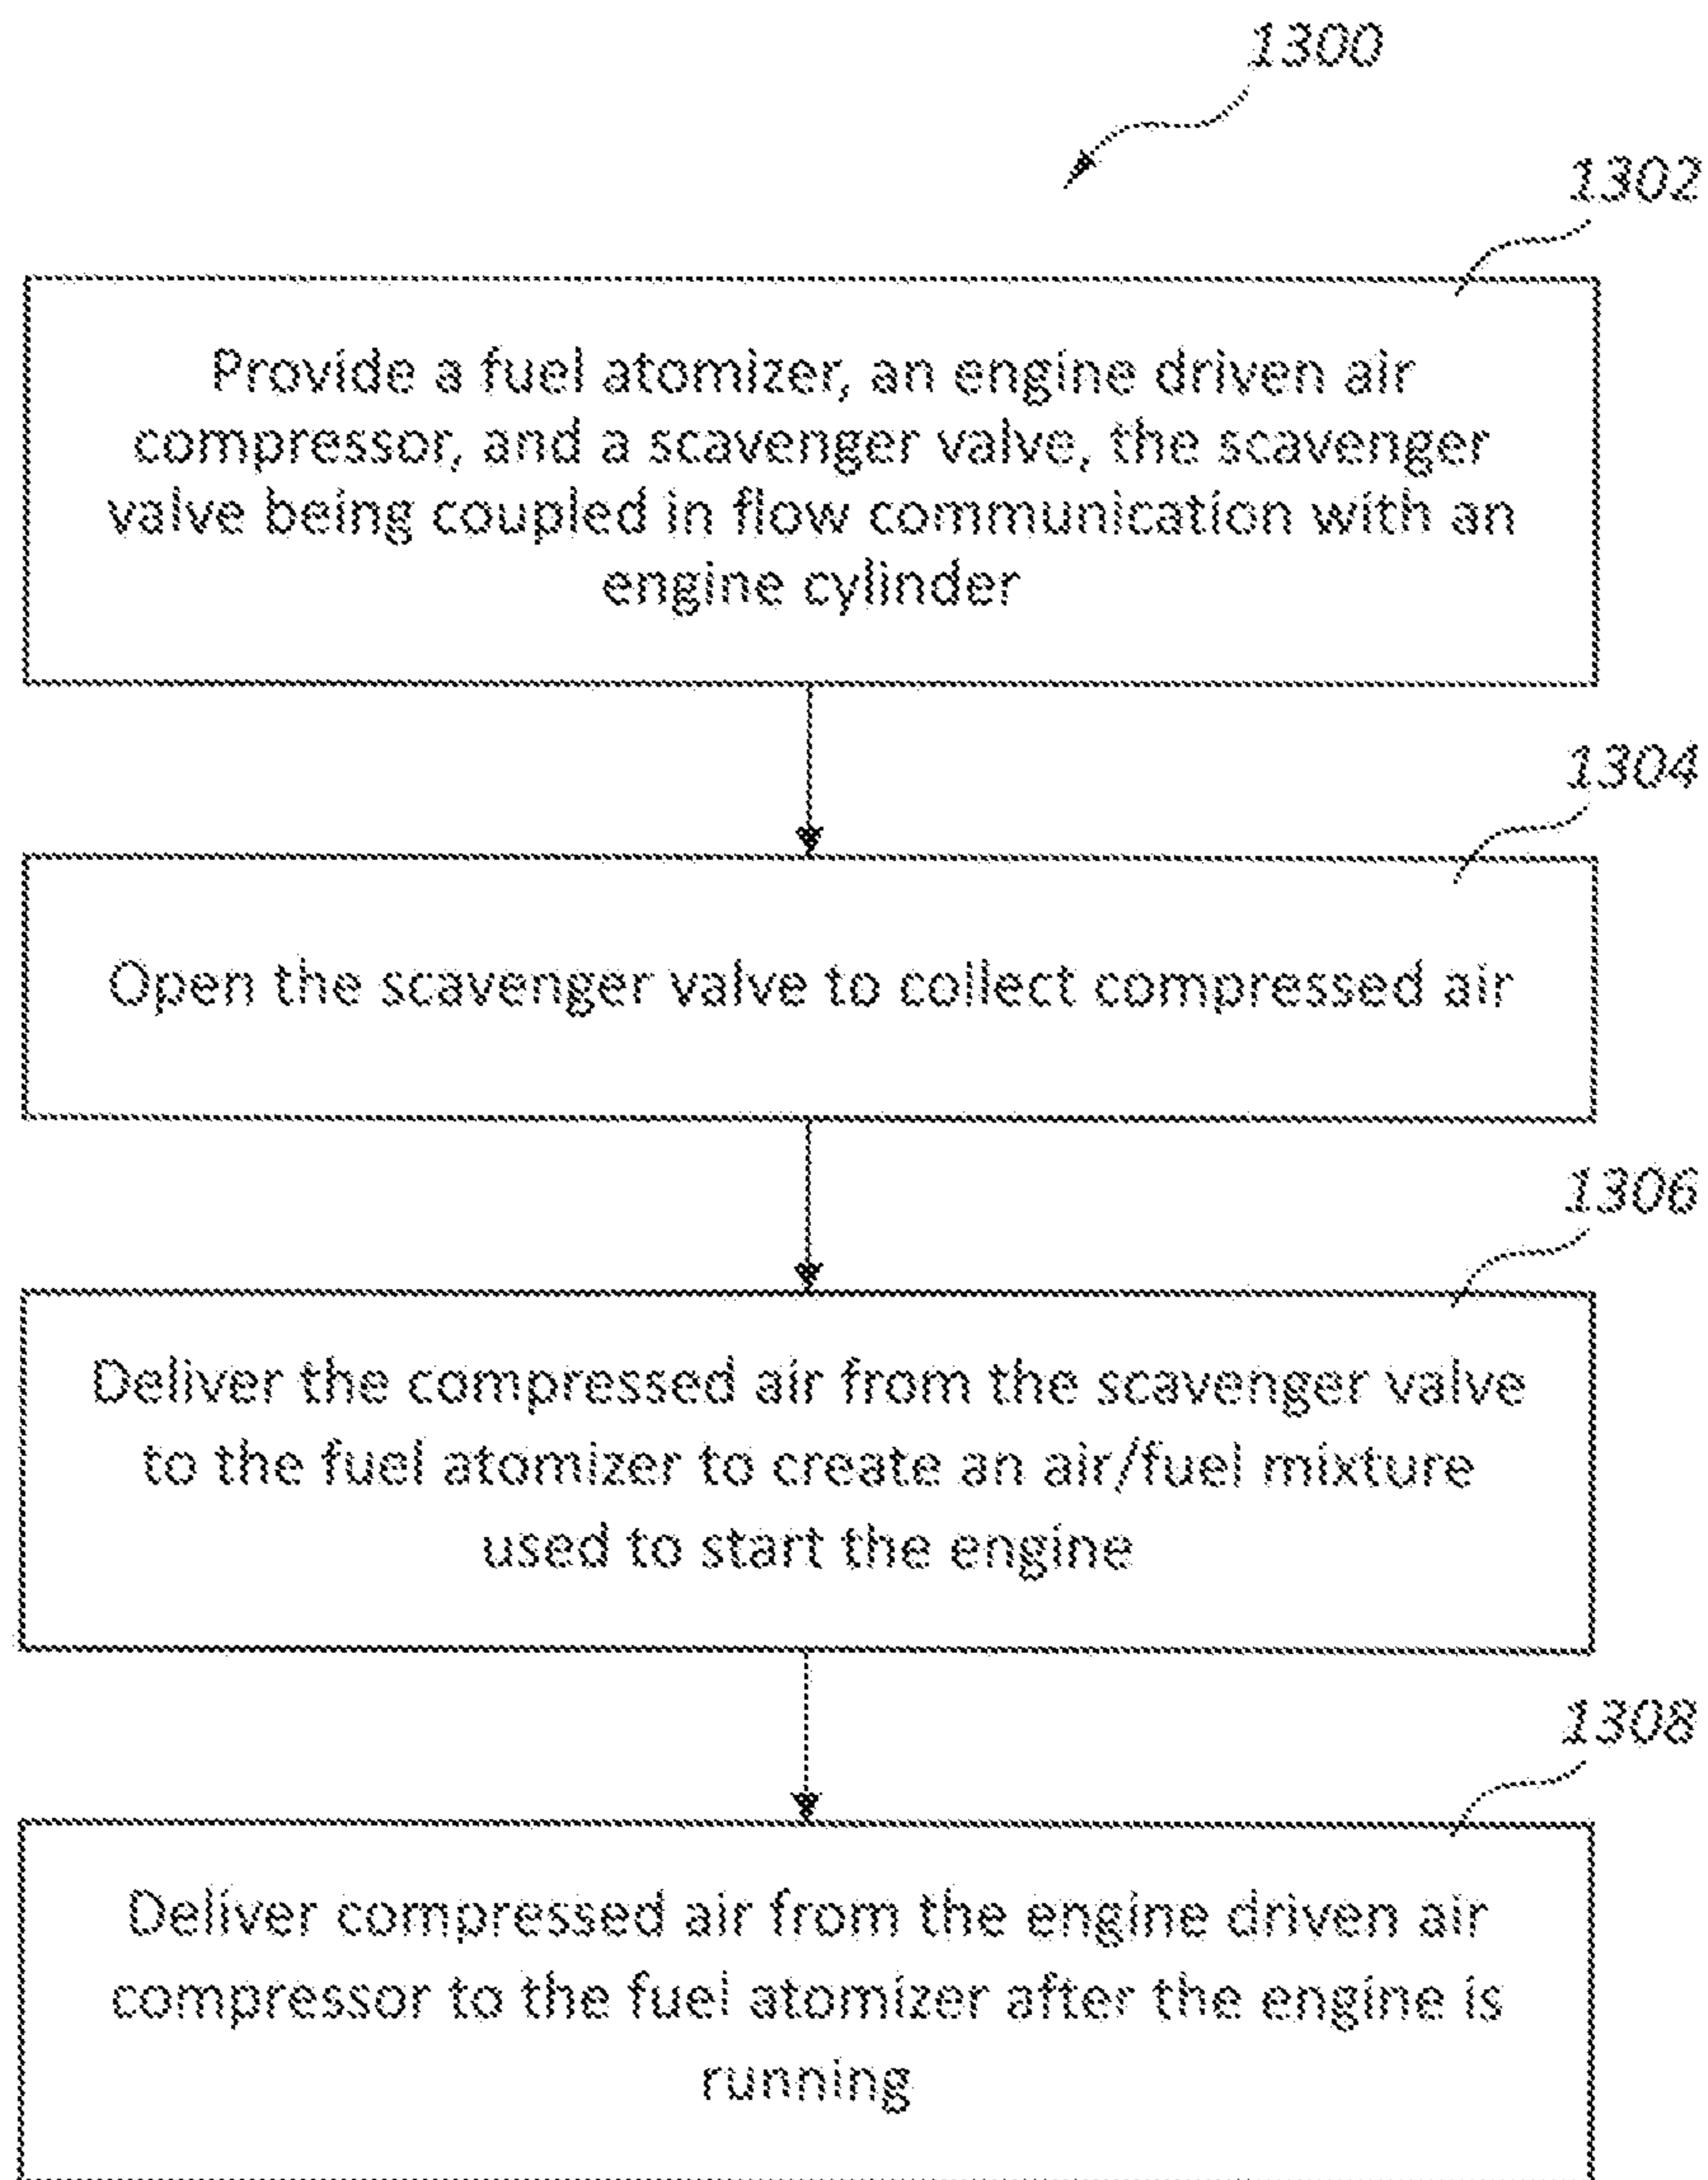 1300
1302
Provide a fuel atomizer, an engine driven air
compressor, and a scavenger valve, the scavenger
valve being coupled in flow communication with an
engine cylinder
1304
Open the scavenger valve to collect compressed air
1306
Deliver the compressed air from the scavenger valve
to the fuel atomizer to create an air/fuel mixture
used to start the engine
1308
Deliver compressed air from the engine driven air
compressor to the fuel atomizer after the engine is
running